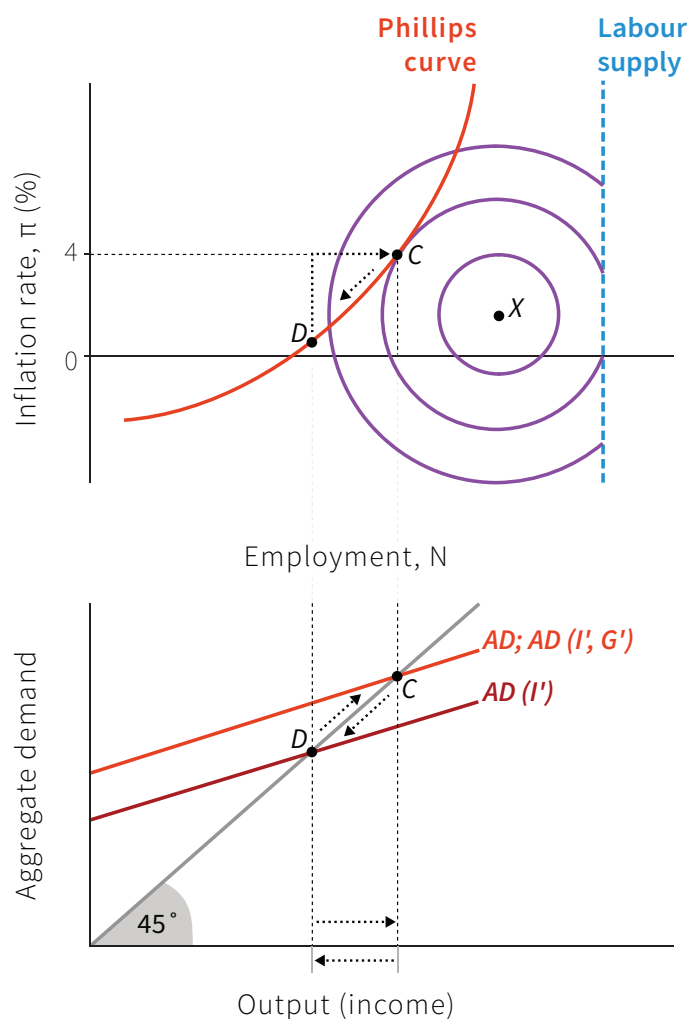 Phillips
curve
Labour
supply
Inflation rate, π (%)
4
C
X
D
0
Employment, N
Aggregate demand
AD; AD (I', G')
C
AD (I')
D
45°
Output (income)